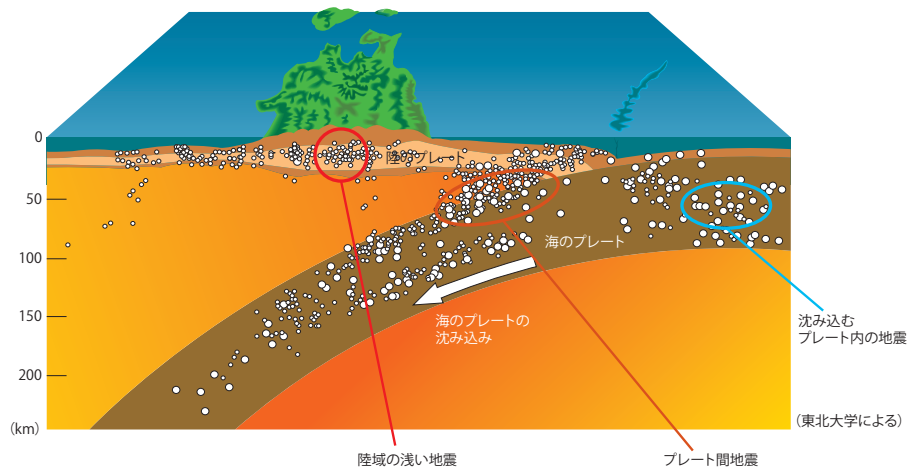 0
陸のプレート
50
海のプレート
100
150
海のプレートの
沈み込み
沈み込む
プレート内の地震
200
(km)
(東北大学による)
陸域の浅い地震
プレート間地震